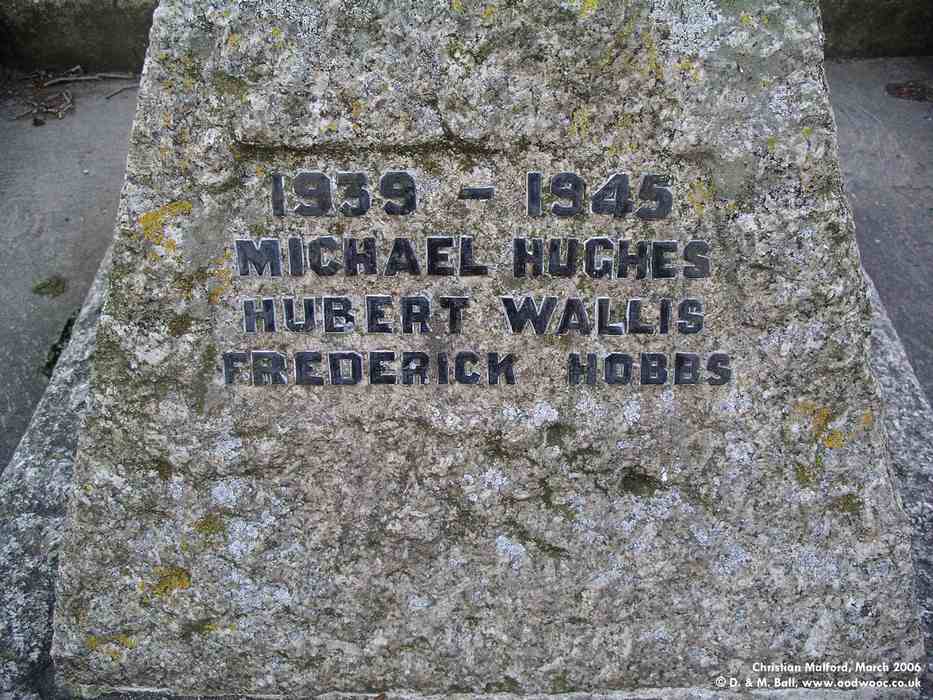 1939 - 1945
MICHAEL HUGHES
HUBERT WALLIS
FREDERICK HOBBS
Christian Malford, March 2006
© D. & M. Ball, www.oodwooc.co.uk